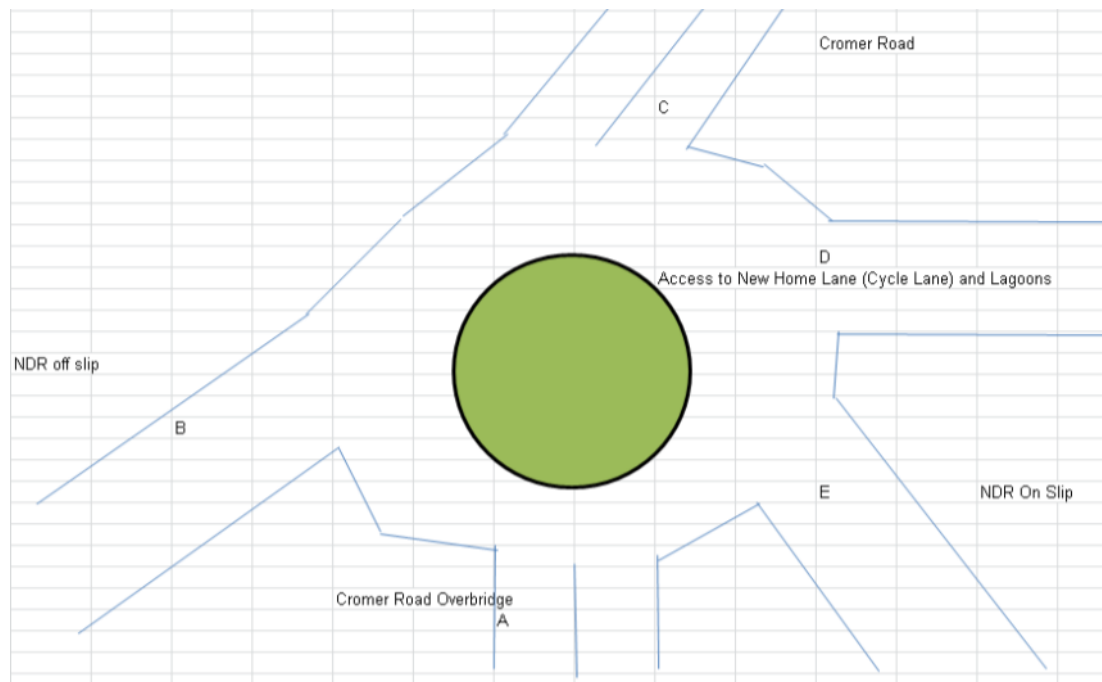 Cromer Road
C
D
Access to New Home Lane (Cycle Lane) and Lagoons
NDR off slip
B
E
NDR On Slip
Cromer Road Overbridge
A